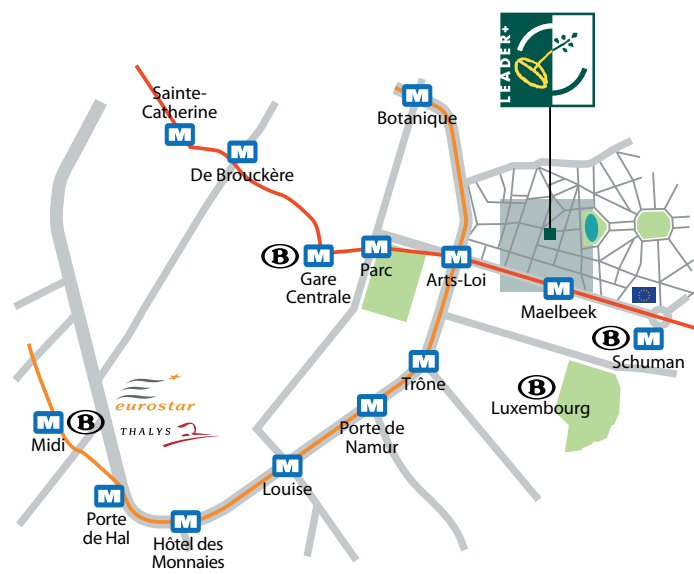 LEADER+
Sainte-
Catherine
M
De Brouckère
M
Botanique
M
B
M
Gare
Centrale
M
Parc
M
Arts-Loi
M
Maelbeek
M
B
M
Schuman
B
Luxembourg
M
Trône
M
Porte de
Namur
M
Louise
eurostar
THALYS
M
B
Midi
M
Porte
de Hal
M
Hôtel des
Monnaies